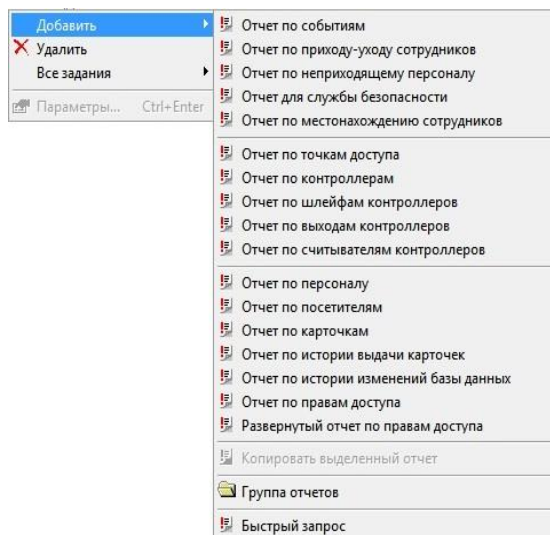 Добавить
Удалить
Все задания
Параметры... Ctrl+Enter
Отчет по событиям
Отчет по приходу-уходу сотрудников
Отчет по неприходящему персоналу
Отчет для службы безопасности
Отчет по местонахождению сотрудников
Отчет по точкам доступа
Отчет по контроллерам
Отчет по шлейфам контроллеров
Отчет по выходам контроллеров
Отчет по считывателям контроллеров
Отчет по персоналу
Отчет по посетителям
Отчет по карточкам
Отчет по истории выдачи карточек
Отчет по истории изменений базы данных
Отчет по правам доступа
Развернутый отчет по правам доступа
Копировать выделенный отчет
Группа отчетов
Быстрый запрос